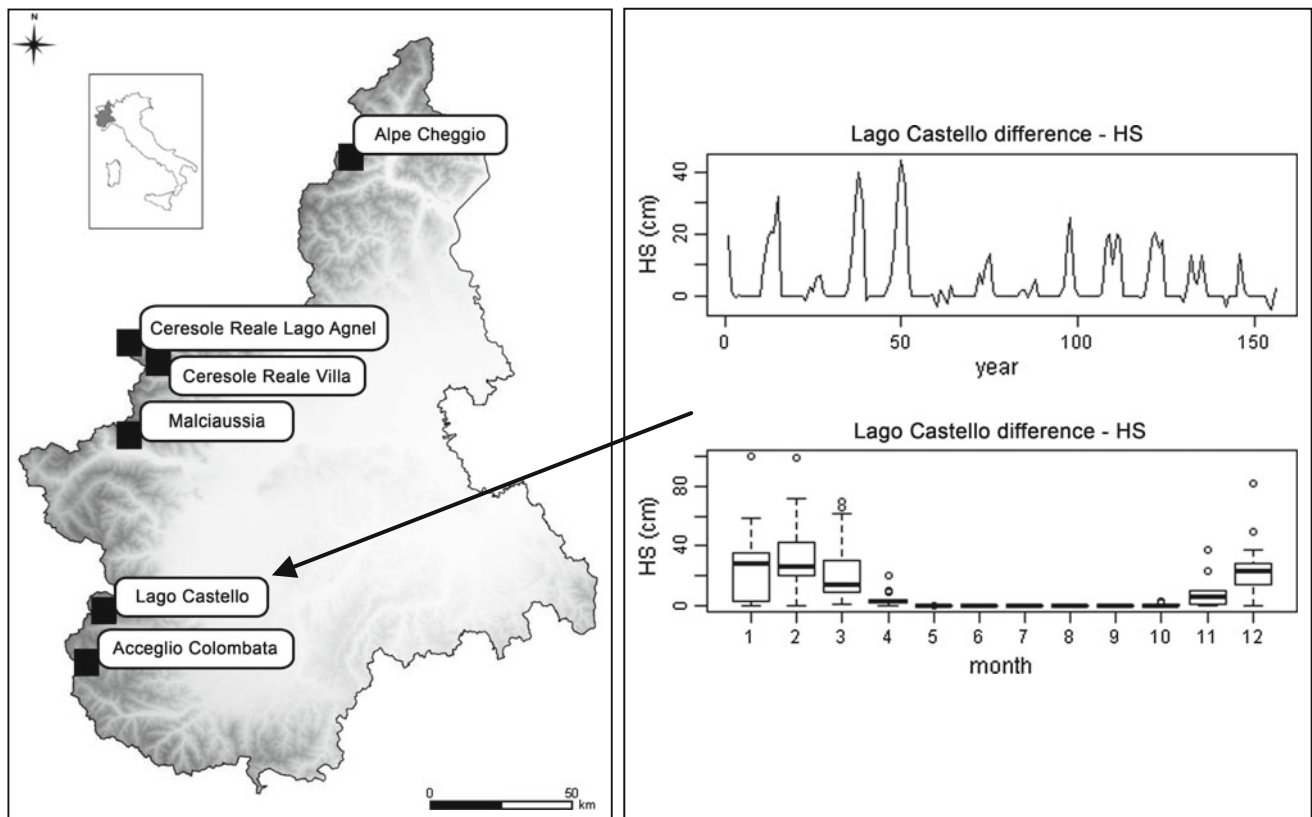 N
Alpe Cheggio
Ceresole Reale Lago Agnel
Ceresole Reale Villa
Malciaussia
Lago Castello
Acceglio Colombata
0 50
km
Lago Castello difference - HS
HS (cm)
40
20
0
0 50 100 150
year
Lago Castello difference - HS
HS (cm)
80
40
0
1 2 3 4 5 6 7 8 9 10 11 12
month